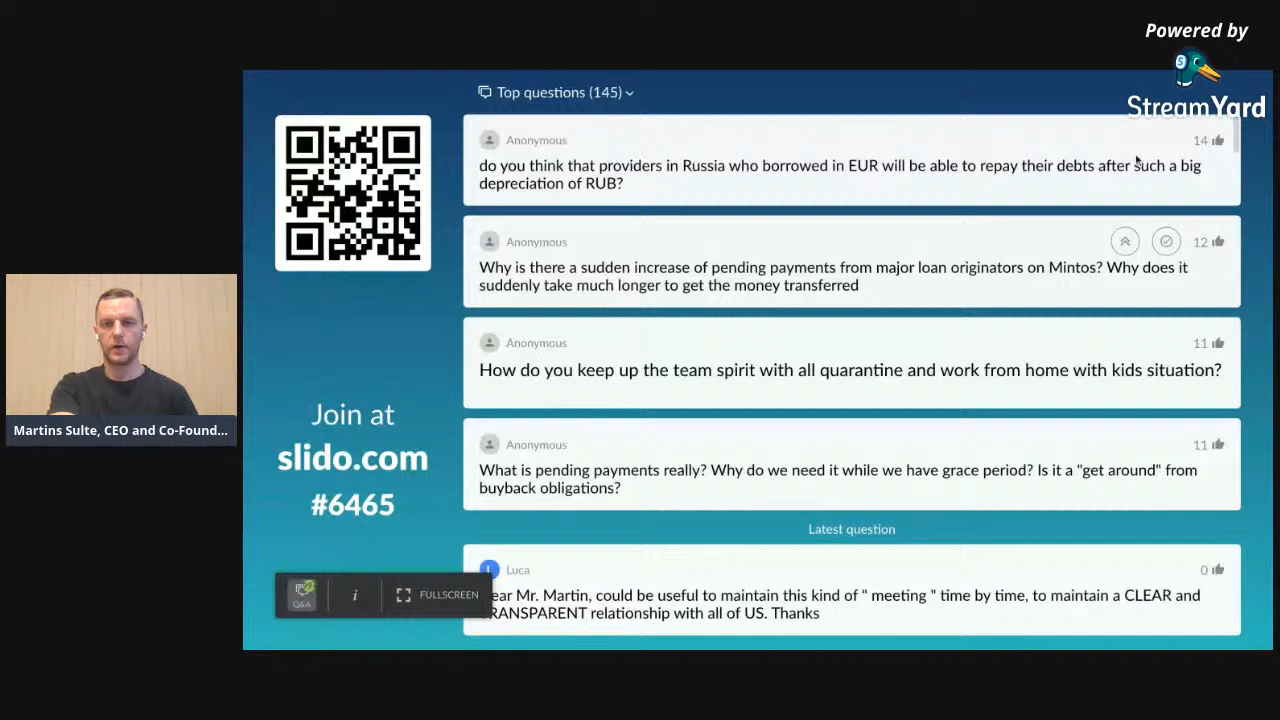 Powered by
StreamYard
Top questions (145)
Anonymous
14
do you think that providers in Russia who borrowed in EUR will be able to repay their debts after such a big
depreciation of RUB?
Anonymous
12
Why is there a sudden increase of pending payments from major loan originators on Mintos? Why does it
suddenly take much longer to get the money transferred
Anonymous
11
How do you keep up the team spirit with all quarantine and work from home with kids situation?
Anonymous
11
What is pending payments really? Why do we need it while we have grace period? Is it a "get around" from
buyback obligations?
Latest question
Luca
0
ear Mr. Martin, could be useful to maintain this kind of " meeting " time by time, to maintain a CLEAR and
RANSPARENT relationship with all of US. Thanks
Join at
slido.com
#6465
Q&A
i
FULLSCREEN
Martins Sulte, CEO and Co-Found...